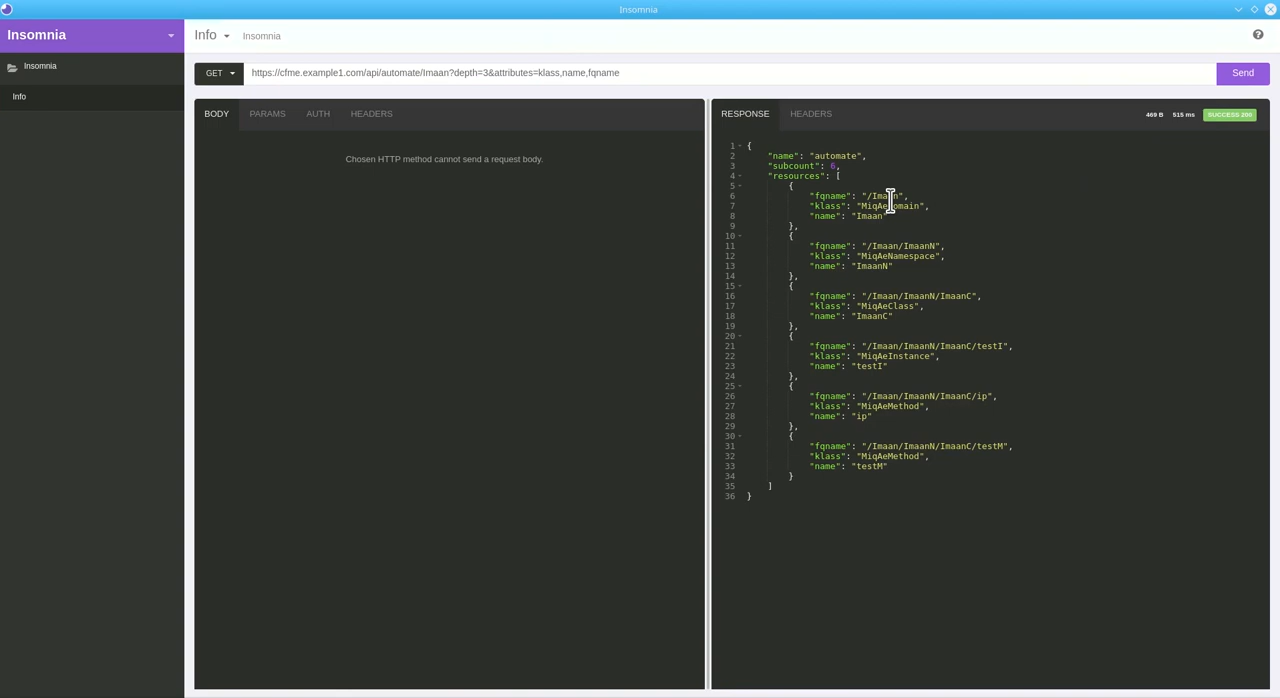 Insomnia
Insomnia
Info
Insomnia
Insomnia
Info
GET
https://cfme.example1.com/api/automate/Imaan?depth=3&attributes=klass,name,fqname
Send
BODY PARAMS AUTH HEADERS
Chosen HTTP method cannot send a request body.
RESPONSE HEADERS 469 B 515 ms SUCCESS 200
1 {
2 "name": "automate",
3 "subcount": 6,
4 "resources": [
5 {
6 "fqname": "/Imaan",
7 "klass": "MiqAeDomain",
8 "name": "Imaan"
9 },
10 {
11 "fqname": "/Imaan/ImaanN",
12 "klass": "MiqAeNamespace",
13 "name": "ImaanN"
14 },
15 {
16 "fqname": "/Imaan/ImaanN/ImaanC",
17 "klass": "MiqAeClass",
18 "name": "ImaanC"
19 },
20 {
21 "fqname": "/Imaan/ImaanN/ImaanC/testI",
22 "klass": "MiqAeInstance",
23 "name": "testI"
24 },
25 {
26 "fqname": "/Imaan/ImaanN/ImaanC/ip",
27 "klass": "MiqAeMethod",
28 "name": "ip"
29 },
30 {
31 "fqname": "/Imaan/ImaanN/ImaanC/testM",
32 "klass": "MiqAeMethod",
33 "name": "testM"
34 }
35 ]
36 }